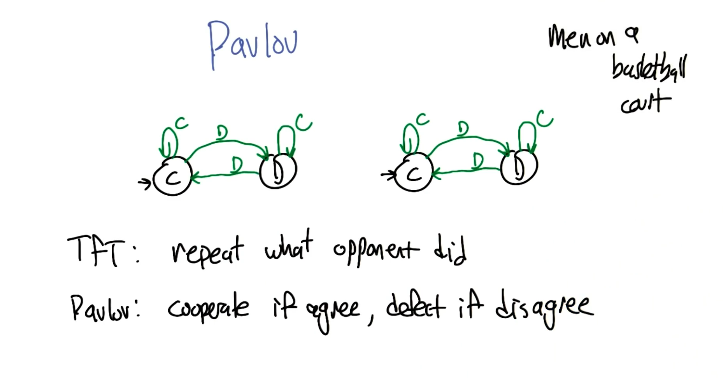 Pavlov
Men on a
basketball
court
C D C
D
C D
C D C
D
C D
TfT: repeat what opponent did
Pavlov: cooperate if agree, defect if disagree